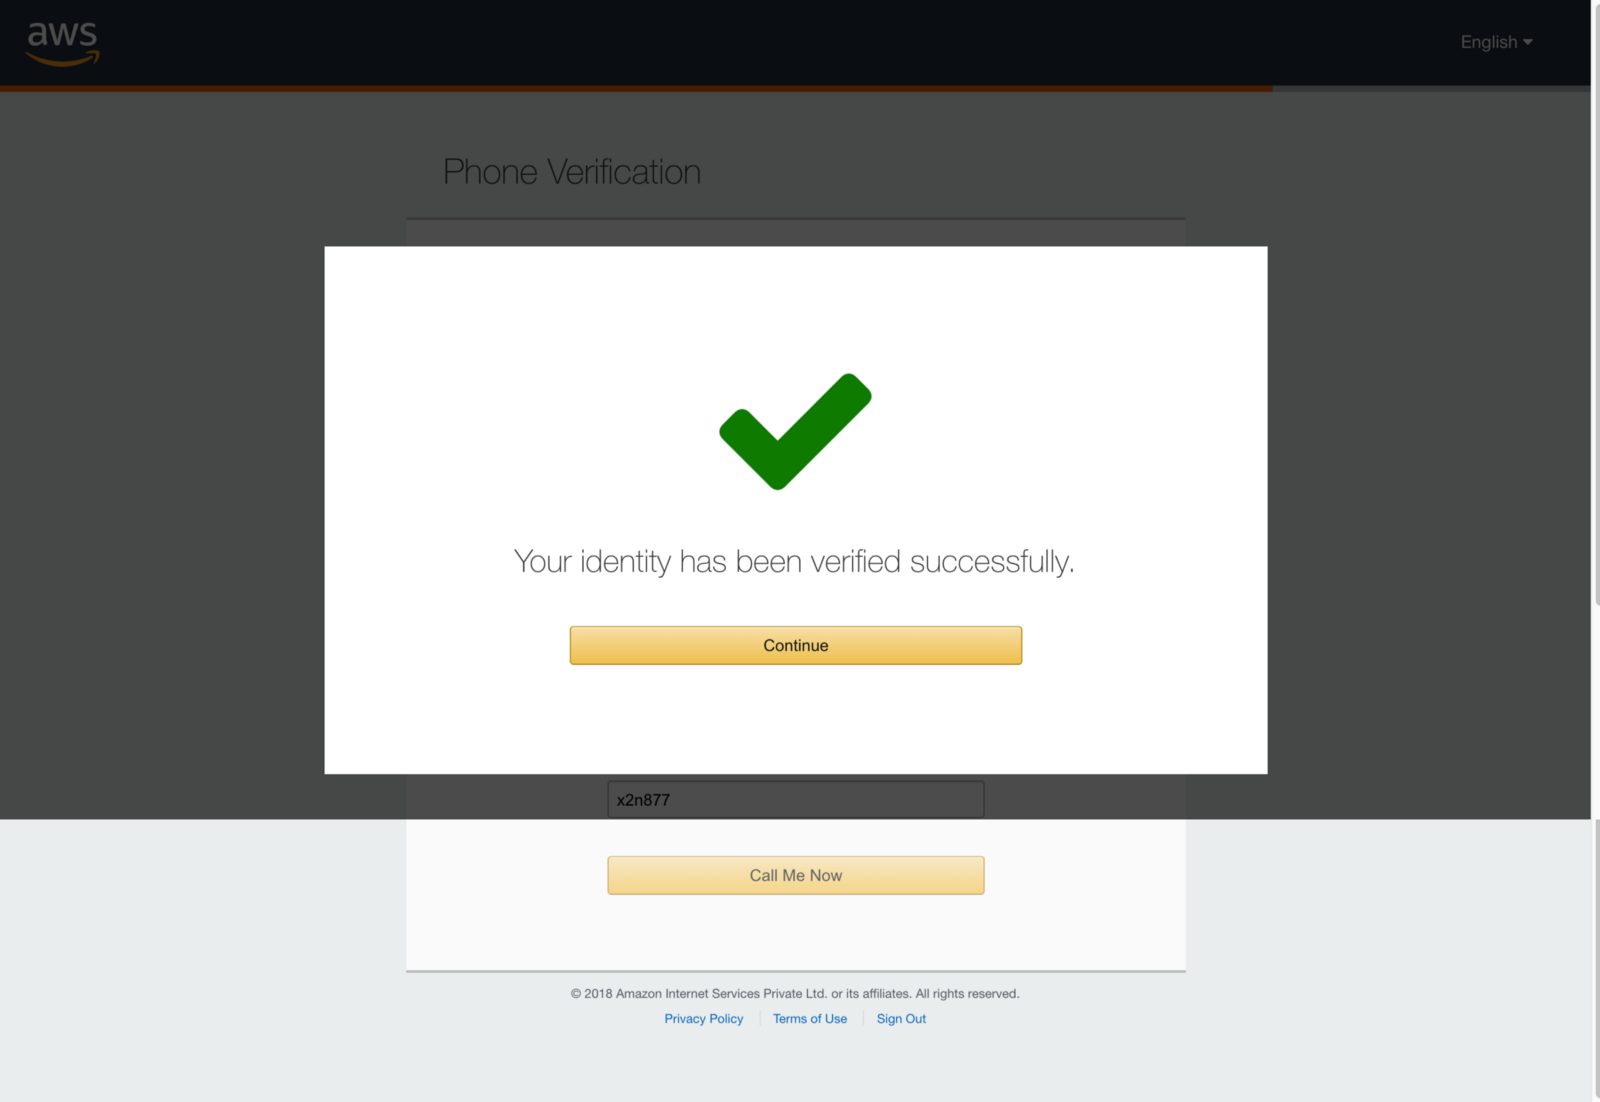 aws
English
Phone Verification
Your identity has been verified successfully.
Continue
x2n877
Call Me Now
© 2018 Amazon Internet Services Private Ltd. or its affiliates. All rights reserved.
Privacy Policy Terms of Use Sign Out